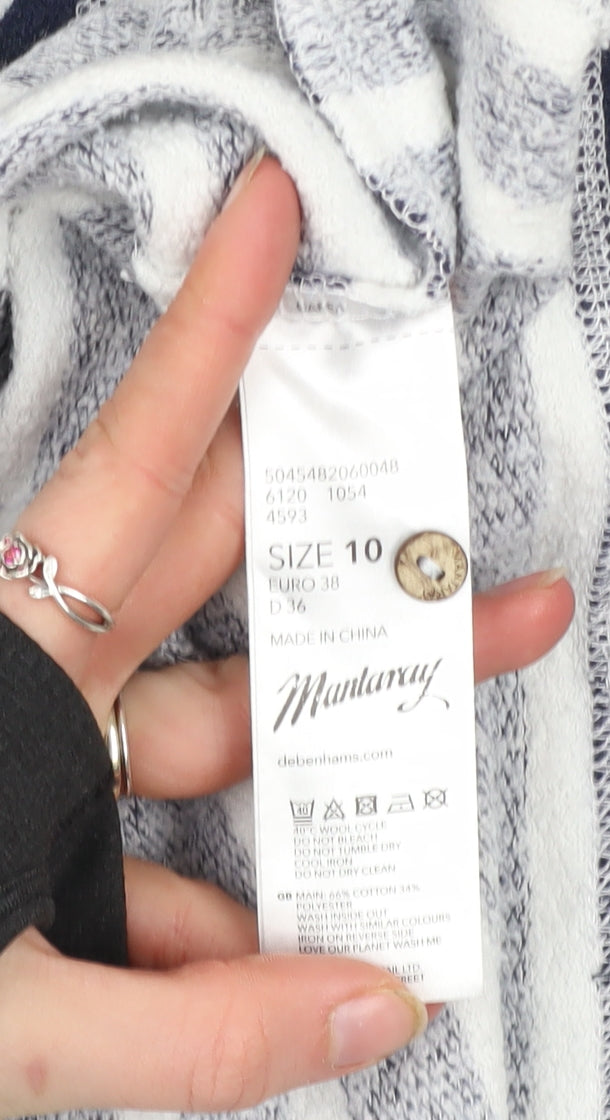 5045482060048
6120 1054
4593
SIZE 10
EURO 38
D 36
MADE IN CHINA
Mantaray
debenhams.com
40
40°C WOOL CYCLE
DO NOT BLEACH
DO NOT TUMBLE DRY
COOL IRON
DO NOT DRY CLEAN
GB MAIN: 66% COTTON 34%
POLYESTER
WASH INSIDE OUT
WASH WITH SIMILAR COLOURS
IRON ON REVERSE SIDE
LOVE OUR PLANET WASH ME
LTD